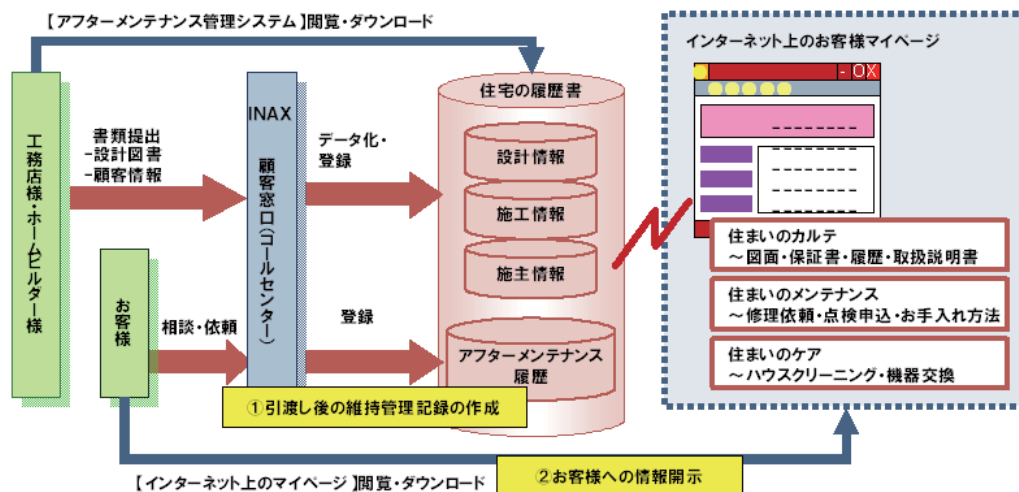 【アフターメンテナンス管理システム】閲覧・ダウンロード
工務店様・ホームビルダー様
書類提出
-設計図書
-顧客情報
お客様
相談・依頼
INAX
顧客窓口(コールセンター)
データ化・
登録
登録
住宅の履歴書
設計情報
施工情報
施主情報
アフターメンテナンス
履歴
①引渡し後の維持管理記録の作成
インターネット上のお客様マイページ
- OX
住まいのカルテ
～図面・保証書・履歴・取扱説明書
住まいのメンテナンス
～修理依頼・点検申込・お手入れ方法
住まいのケア
～ハウスクリーニング・機器交換
【インターネット上のマイページ】閲覧・ダウンロード
②お客様への情報開示